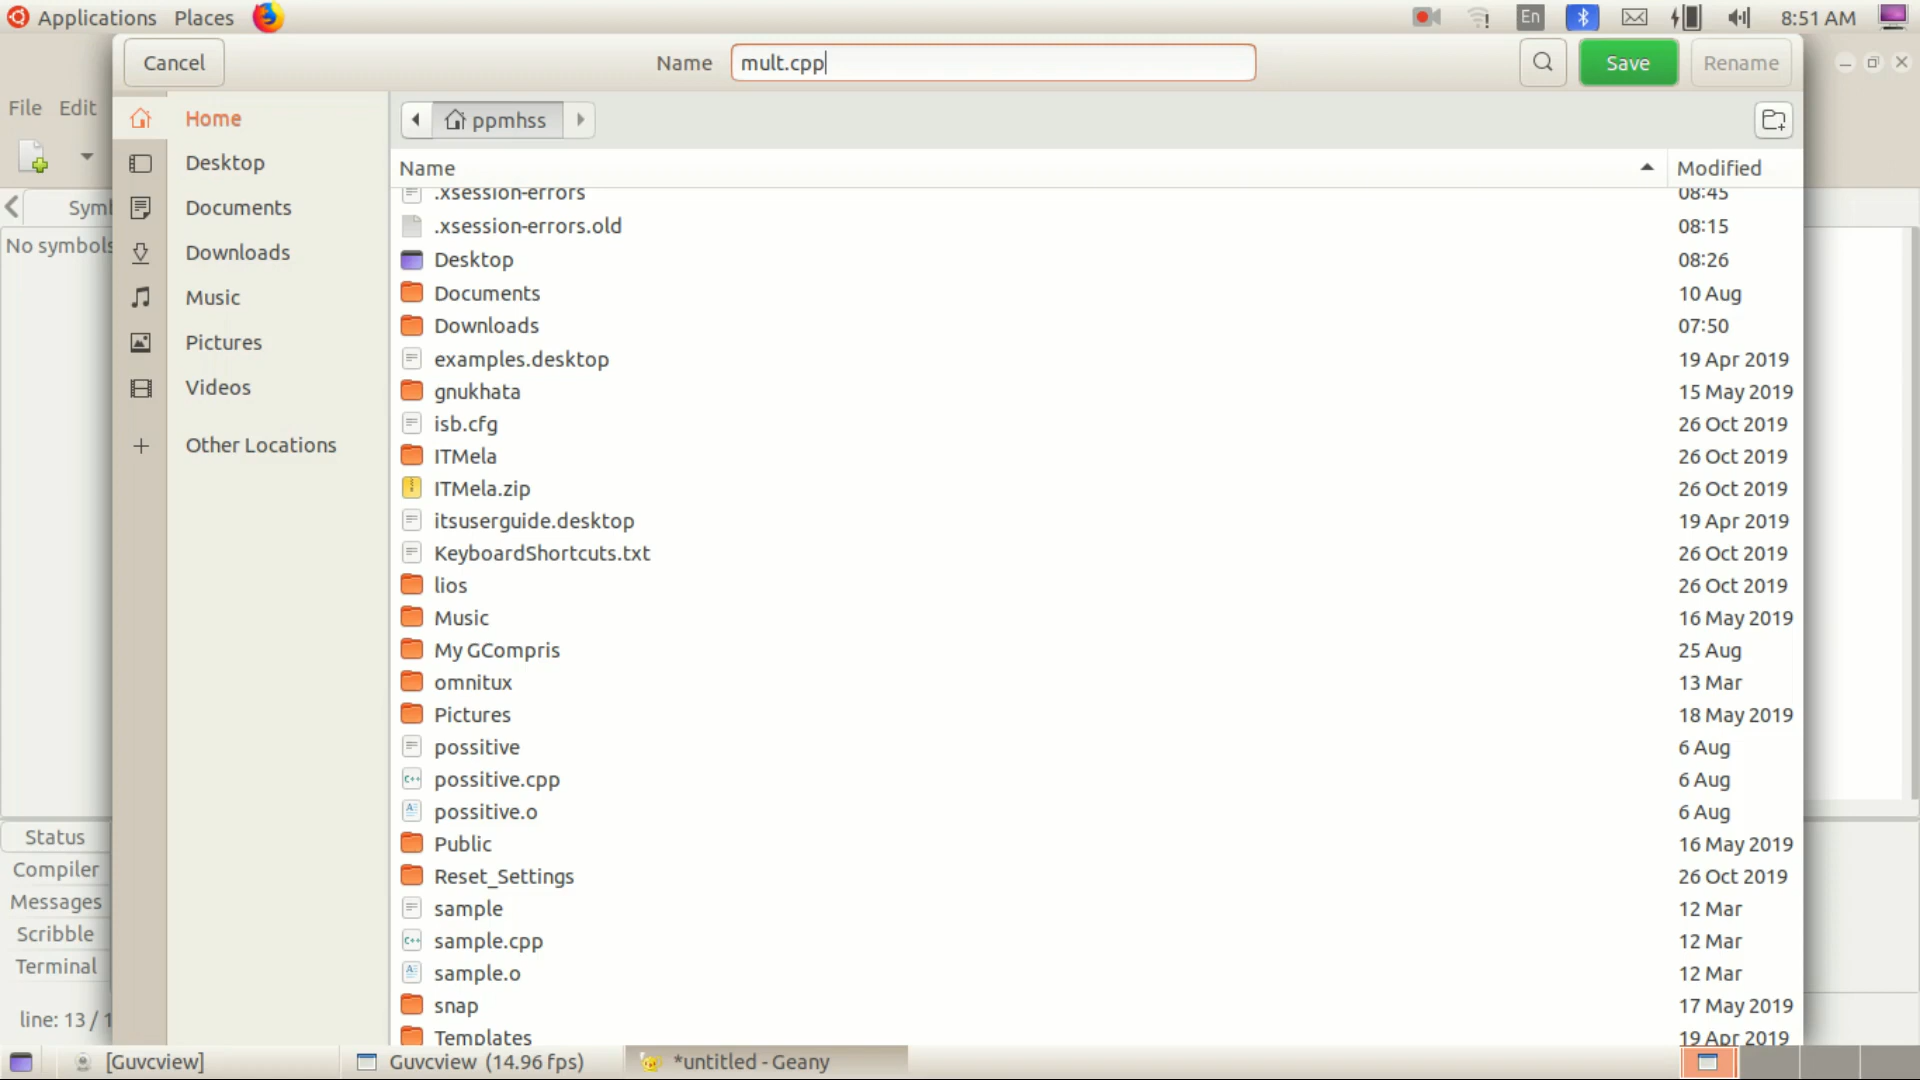 Applications Places En 8:51 AM
Cancel Name mult.cpp Save Rename
File Edit
Home
Desktop
Documents
Downloads
Music
Pictures
Videos
Other Locations
ppmhss
Name Modified
.xsession-errors 08:45
.xsession-errors.old 08:15
Desktop 08:26
Documents 10 Aug
Downloads 07:50
examples.desktop 19 Apr 2019
gnukhata 15 May 2019
isb.cfg 26 Oct 2019
ITMela 26 Oct 2019
ITMela.zip 26 Oct 2019
itsuserguide.desktop 19 Apr 2019
KeyboardShortcuts.txt 26 Oct 2019
lios 26 Oct 2019
Music 16 May 2019
My GCompris 25 Aug
omnitux 13 Mar
Pictures 18 May 2019
possitive 6 Aug
possitive.cpp 6 Aug
possitive.o 6 Aug
Public 16 May 2019
Reset_Settings 26 Oct 2019
sample 12 Mar
sample.cpp 12 Mar
sample.o 12 Mar
snap 17 May 2019
Templates 19 Apr 2019
Symb
No symbols
Status
Compiler
Messages
Scribble
Terminal
line: 13 / 1
[Guvcview] Guvcview (14.96 fps) *untitled - Geany